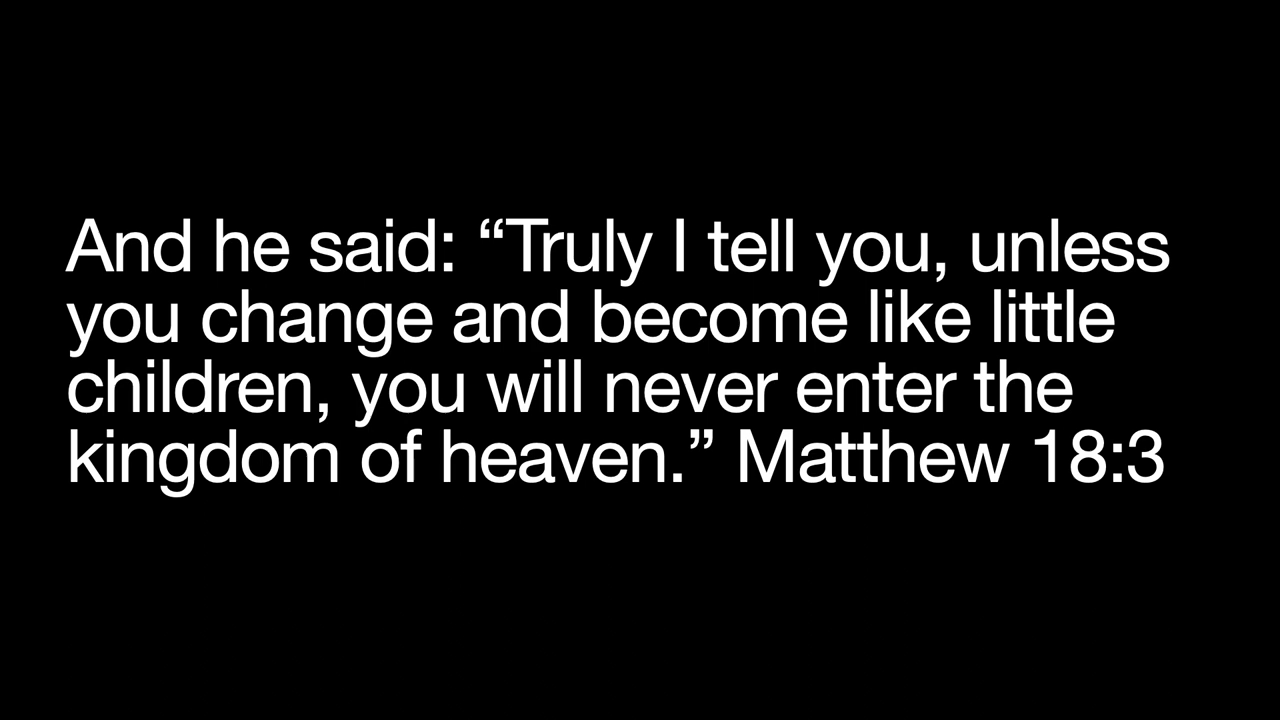 And he said: “Truly I tell you, unless
you change and become like little
children, you will never enter the
kingdom of heaven.” Matthew 18:3